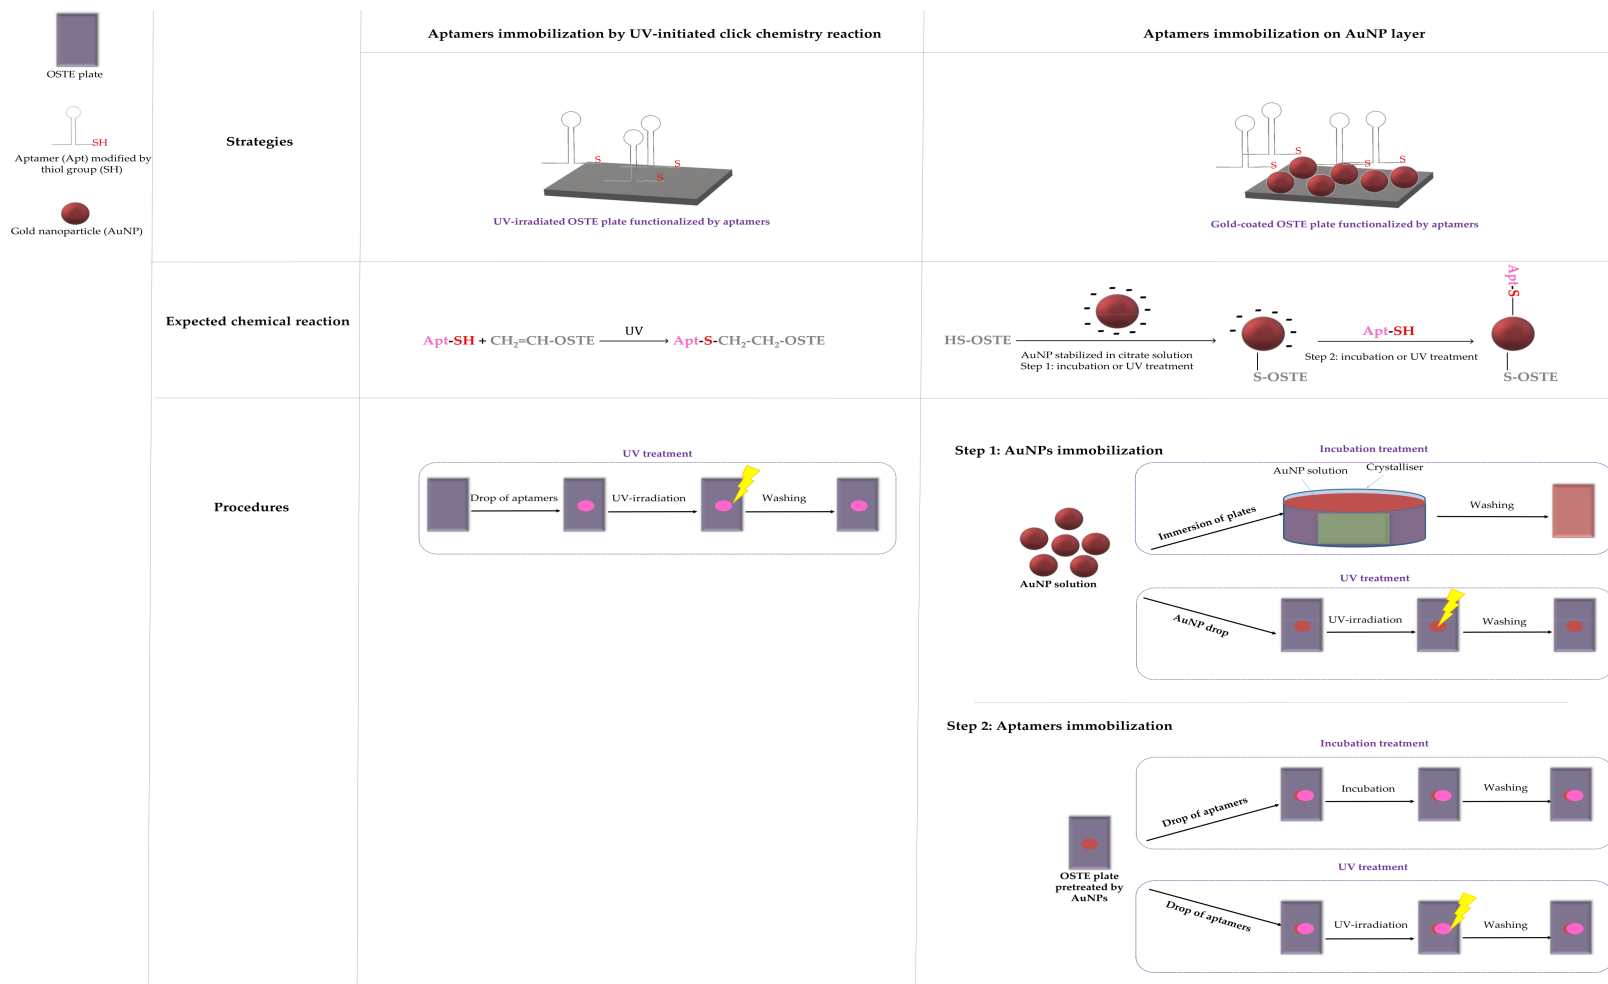 OSTE plate
SH
Aptamer (Apt) modified by
thiol group (SH)
Gold nanoparticle (AuNP)
Aptamers immobilization by UV-initiated click chemistry reaction
Aptamers immobilization on AuNP layer
Strategies
S
S
S
UV-irradiated OSTE plate functionalized by aptamers
S
S
S
S
Gold-coated OSTE plate functionalized by aptamers
Expected chemical reaction
Apt-SH + CH₂=CH-OSTE
UV
Apt-S-CH₂-CH₂-OSTE
HS-OSTE
AuNP stabilized in citrate solution
Step 1: incubation or UV treatment
S-OSTE
Apt-SH
Step 2: incubation or UV treatment
Apt-S
S-OSTE
Procedures
UV treatment
Drop of aptamers
UV-irradiation
Washing
Step 1: AuNPs immobilization
AuNP solution
Incubation treatment
Immersion of plates
AuNP solution
Crystalliser
Washing
UV treatment
AuNP drop
UV-irradiation
Washing
Step 2: Aptamers immobilization
OSTE plate
pretreated by
AuNPs
Incubation treatment
Drop of aptamers
Incubation
Washing
UV treatment
Drop of aptamers
UV-irradiation
Washing